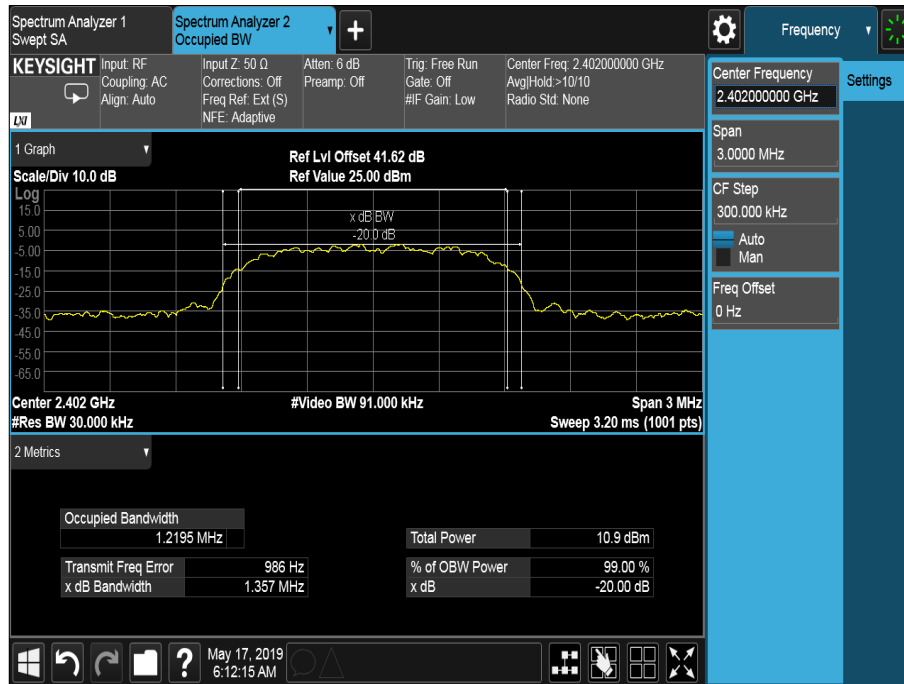 Spectrum Analyzer 1
Swept SA
Spectrum Analyzer 2
Occupied BW
Frequency
KEYSIGHT
LXI
Input: RF
Coupling: AC
Align: Auto
Input Z: 50 Ω
Corrections: Off
Freq Ref: Ext (S)
NFE: Adaptive
Atten: 6 dB
Preamp: Off
Trig: Free Run
Gate: Off
#IF Gain: Low
Center Freq: 2.402000000 GHz
Avg|Hold:>10/10
Radio Std: None
Center Frequency
2.402000000 GHz
Settings
Span
3.0000 MHz
CF Step
300.000 kHz
Auto
Man
Freq Offset
0 Hz
1 Graph
Scale/Div 10.0 dB
Ref Lvl Offset 41.62 dB
Ref Value 25.00 dBm
Log
15.0
5.00
-5.00
-15.0
-25.0
-35.0
-45.0
-55.0
-65.0
x dB BW
-20.0 dB
Center 2.402 GHz
#Video BW 91.000 kHz
Span 3 MHz
#Res BW 30.000 kHz
Sweep 3.20 ms (1001 pts)
2 Metrics
Occupied Bandwidth
1.2195 MHz
Total Power 10.9 dBm
Transmit Freq Error 986 Hz
% of OBW Power 99.00 %
x dB Bandwidth 1.357 MHz
x dB -20.00 dB
?
May 17, 2019
6:12:15 AM